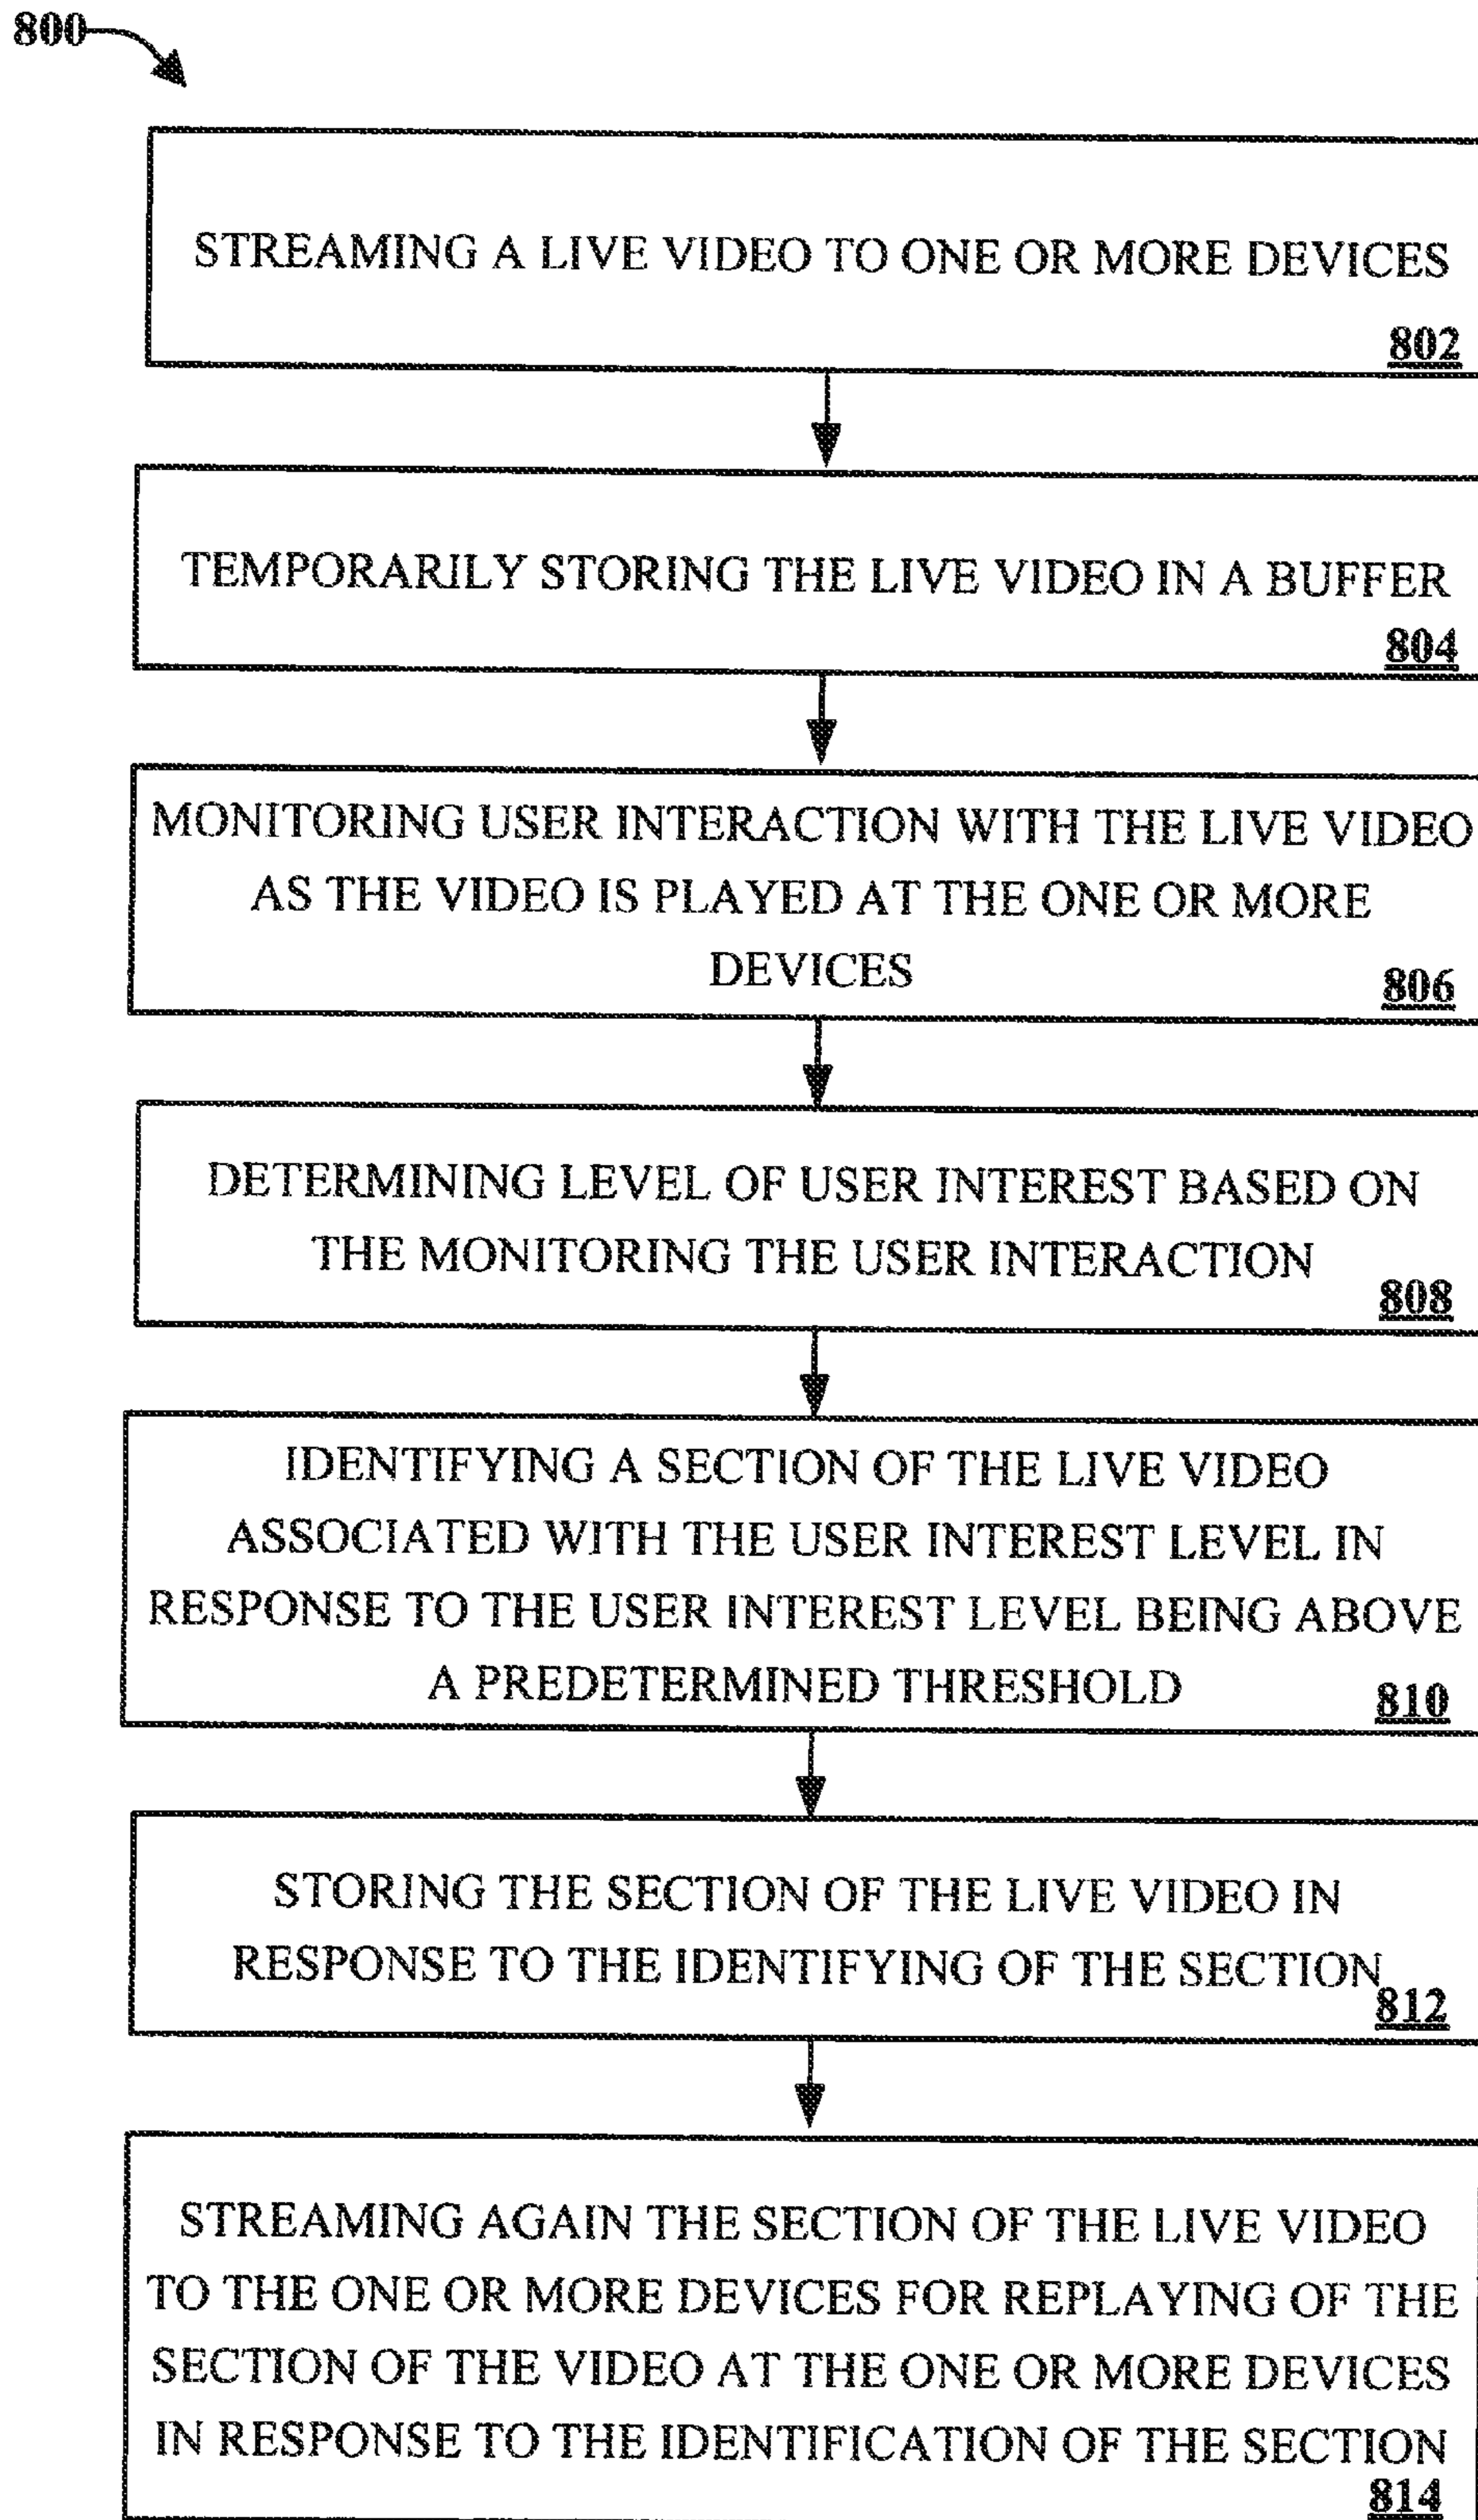 800
STREAMING A LIVE VIDEO TO ONE OR MORE DEVICES
802
TEMPORARILY STORING THE LIVE VIDEO IN A BUFFER
804
MONITORING USER INTERACTION WITH THE LIVE VIDEO
AS THE VIDEO IS PLAYED AT THE ONE OR MORE
DEVICES
806
DETERMINING LEVEL OF USER INTEREST BASED ON
THE MONITORING THE USER INTERACTION
808
IDENTIFYING A SECTION OF THE LIVE VIDEO
ASSOCIATED WITH THE USER INTEREST LEVEL IN
RESPONSE TO THE USER INTEREST LEVEL BEING ABOVE
A PREDETERMINED THRESHOLD
810
STORING THE SECTION OF THE LIVE VIDEO IN
RESPONSE TO THE IDENTIFYING OF THE SECTION
812
STREAMING AGAIN THE SECTION OF THE LIVE VIDEO
TO THE ONE OR MORE DEVICES FOR REPLAYING OF THE
SECTION OF THE VIDEO AT THE ONE OR MORE DEVICES
IN RESPONSE TO THE IDENTIFICATION OF THE SECTION
814